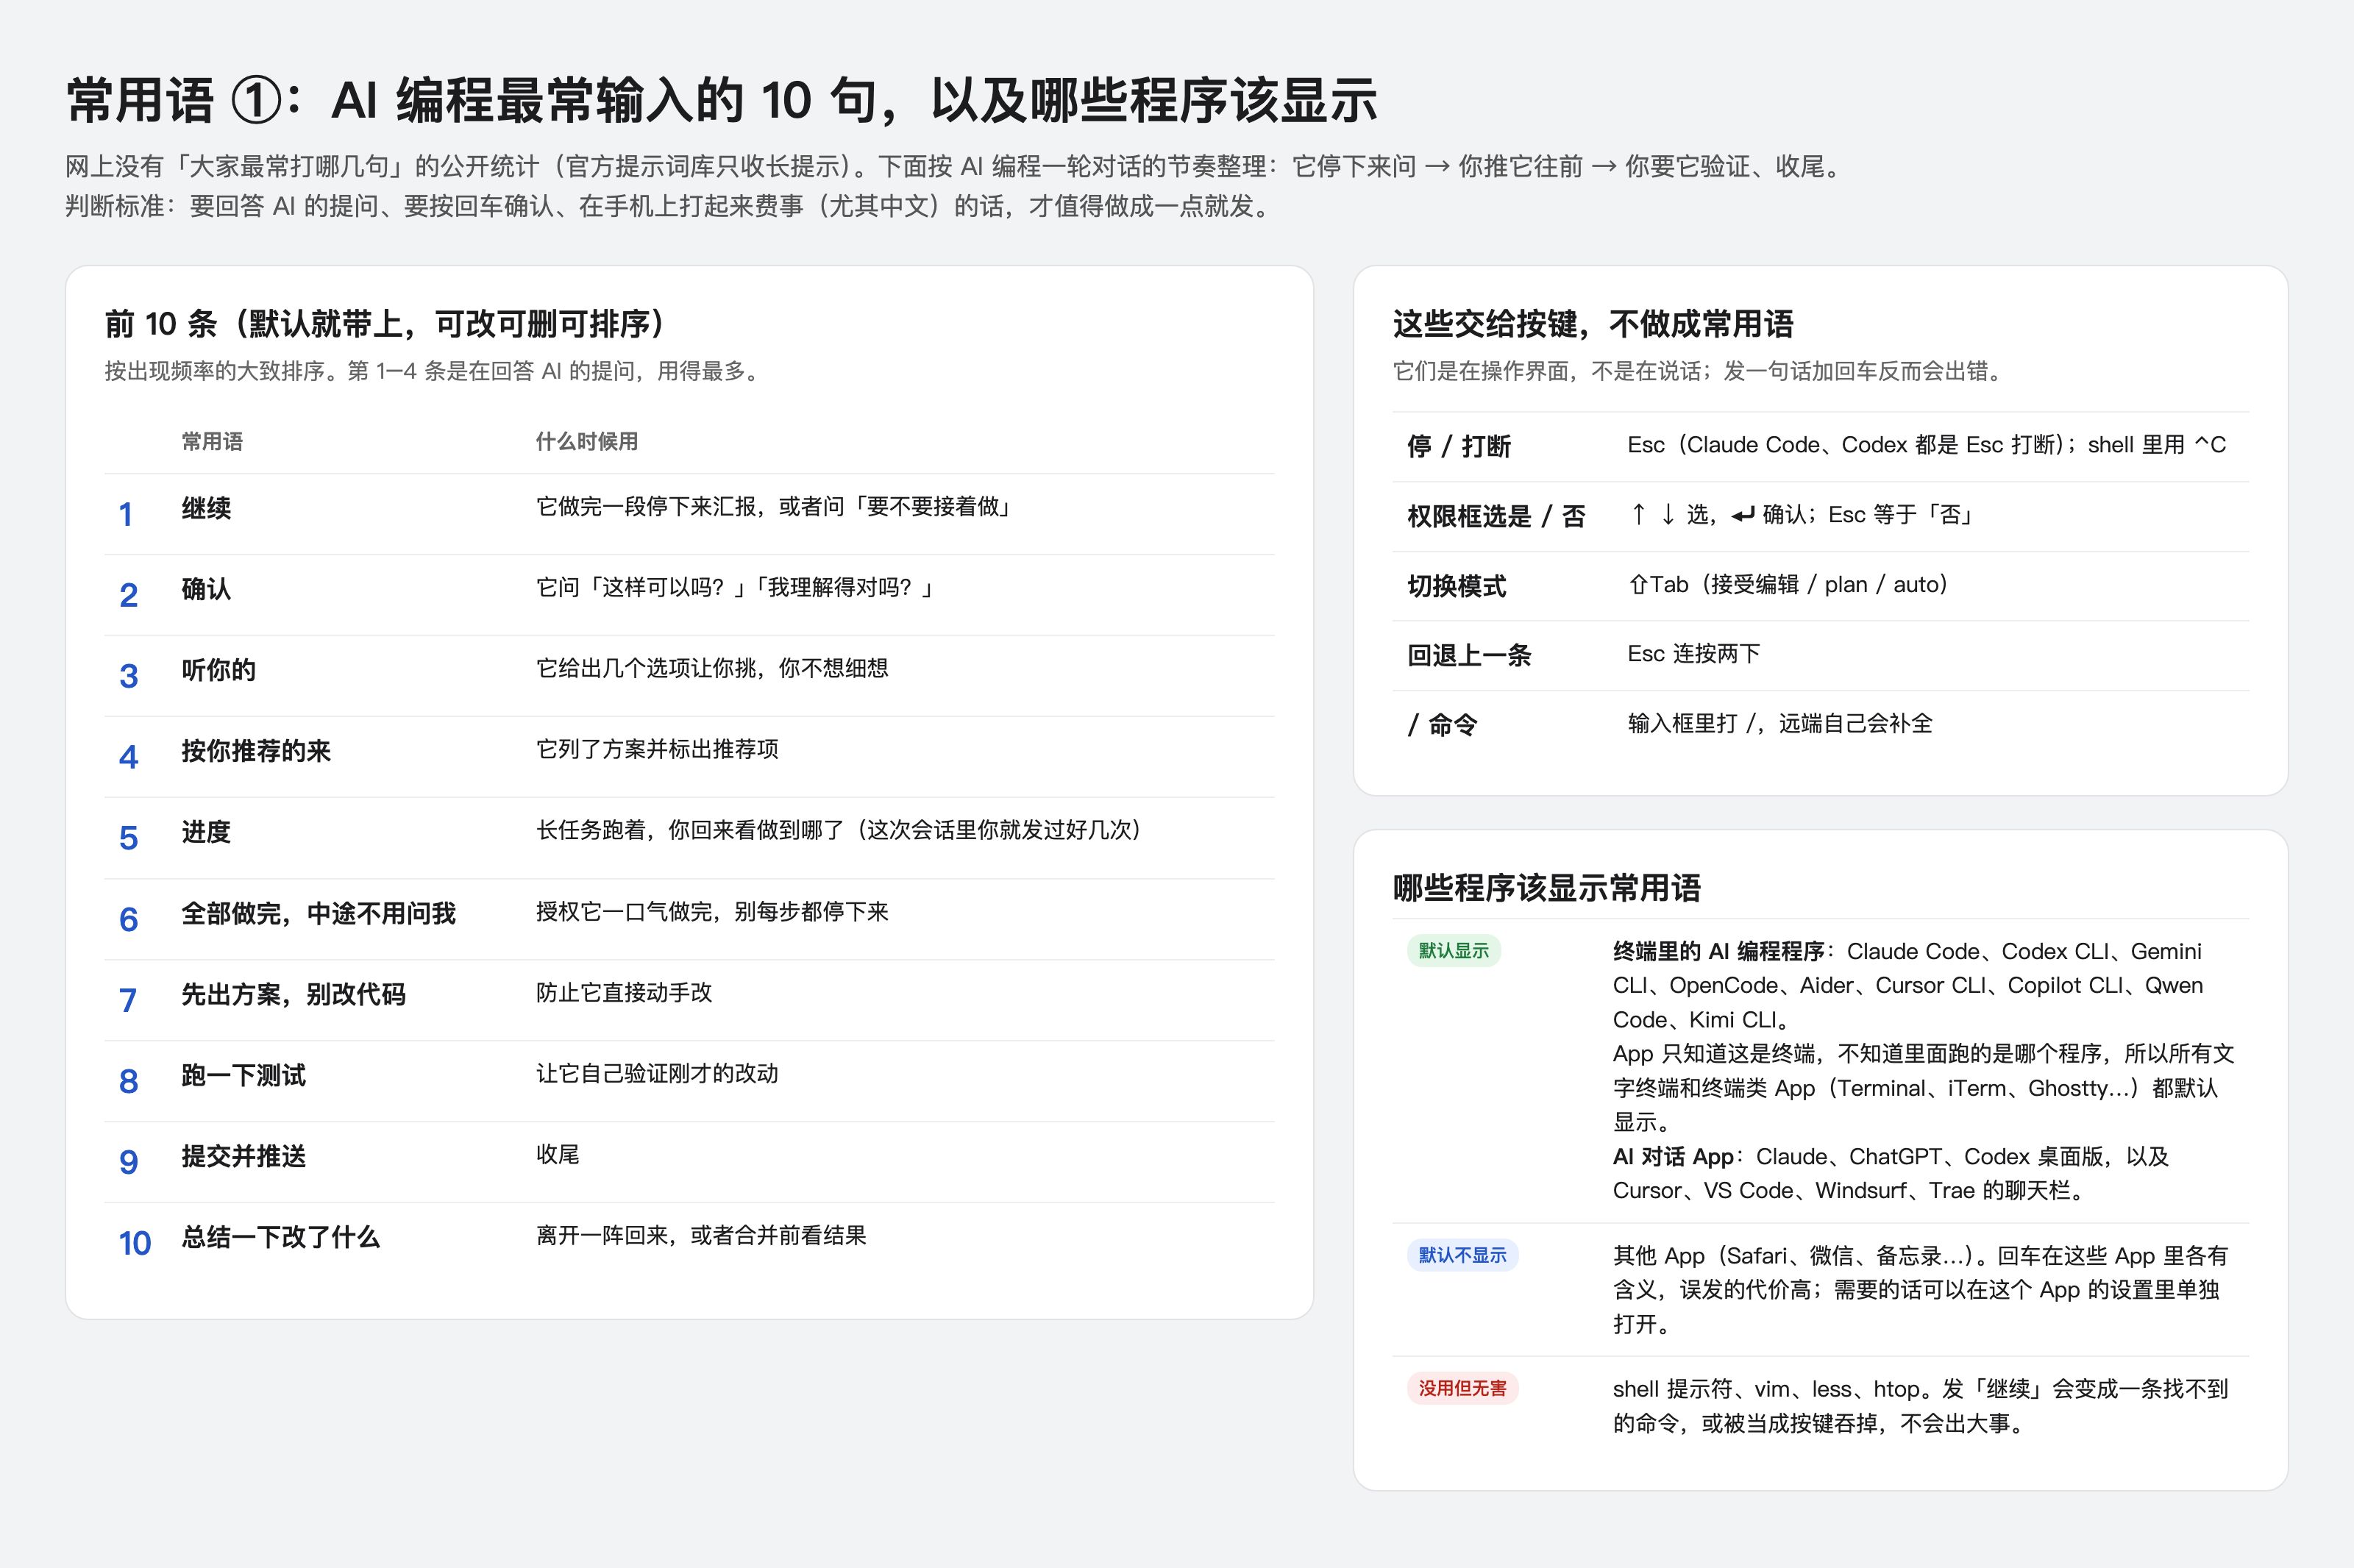 常用语 ①：AI 编程最常输入的 10 句，以及哪些程序该显示
网上没有「大家最常打哪几句」的公开统计（官方提示词库只收长提示）。下面按 AI 编程一轮对话的节奏整理：它停下来问 → 你推它往前 → 你要它验证、收尾。
判断标准：要回答 AI 的提问、要按回车确认、在手机上打起来费事（尤其中文）的话，才值得做成一点就发。
前 10 条（默认就带上，可改可删可排序）
按出现频率的大致排序。第 1—4 条是在回答 AI 的提问，用得最多。
常用语 什么时候用
1 继续 它做完一段停下来汇报，或者问「要不要接着做」
2 确认 它问「这样可以吗？」「我理解得对吗？」
3 听你的 它给出几个选项让你挑，你不想细想
4 按你推荐的来 它列了方案并标出推荐项
5 进度 长任务跑着，你回来看做到哪了（这次会话里你就发过好几次）
6 全部做完，中途不用问我 授权它一口气做完，别每步都停下来
7 先出方案，别改代码 防止它直接动手改
8 跑一下测试 让它自己验证刚才的改动
9 提交并推送 收尾
10 总结一下改了什么 离开一阵回来，或者合并前看结果
这些交给按键，不做成常用语
它们是在操作界面，不是在说话；发一句话加回车反而会出错。
停 / 打断 Esc（Claude Code、Codex 都是 Esc 打断）；shell 里用 ^C
权限框选是 / 否 ↑ ↓ 选，↵ 确认；Esc 等于「否」
切换模式 ⇧Tab（接受编辑 / plan / auto）
回退上一条 Esc 连按两下
/ 命令 输入框里打 /，远端自己会补全
哪些程序该显示常用语
默认显示 终端里的 AI 编程程序：Claude Code、Codex CLI、Gemini
CLI、OpenCode、Aider、Cursor CLI、Copilot CLI、Qwen
Code、Kimi CLI。
App 只知道这是终端，不知道里面跑的是哪个程序，所以所有文
字终端和终端类 App（Terminal、iTerm、Ghostty…）都默认
显示。
AI 对话 App：Claude、ChatGPT、Codex 桌面版，以及
Cursor、VS Code、Windsurf、Trae 的聊天栏。
默认不显示 其他 App（Safari、微信、备忘录…）。回车在这些 App 里各有
含义，误发的代价高；需要的话可以在这个 App 的设置里单独
打开。
没用但无害 shell 提示符、vim、less、htop。发「继续」会变成一条找不到
的命令，或被当成按键吞掉，不会出大事。